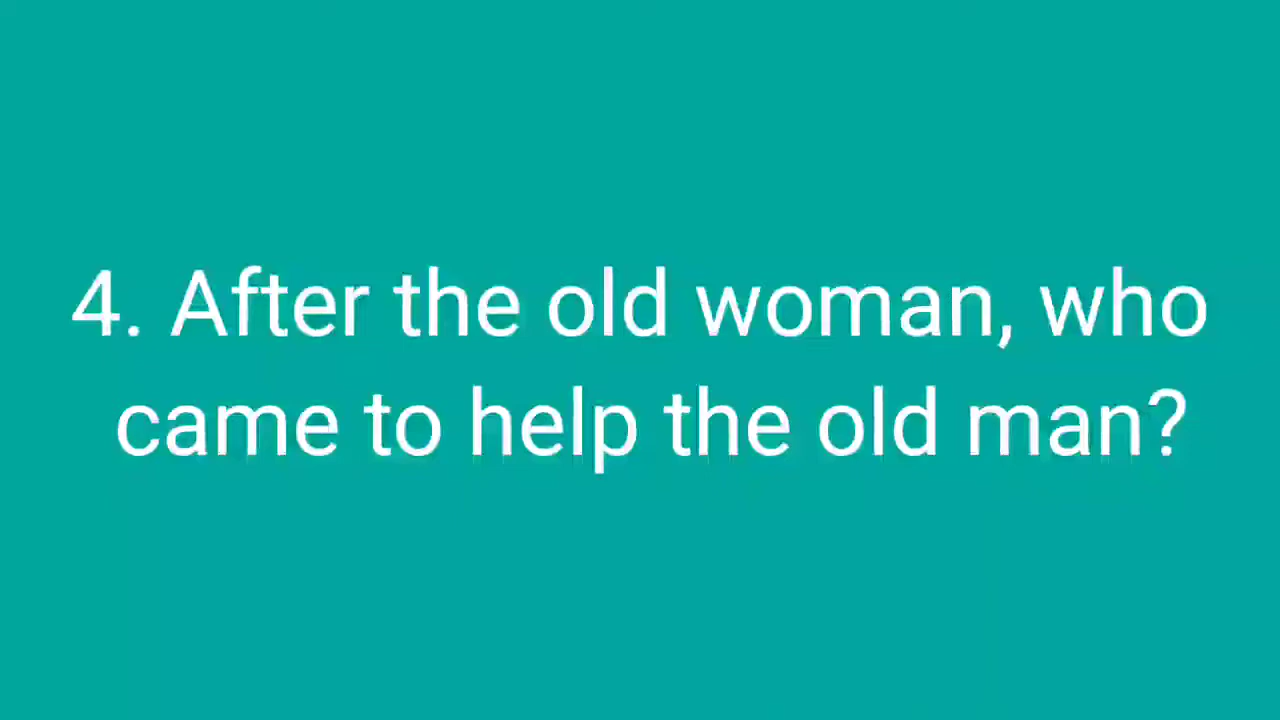 4. After the old woman, who
came to help the old man?